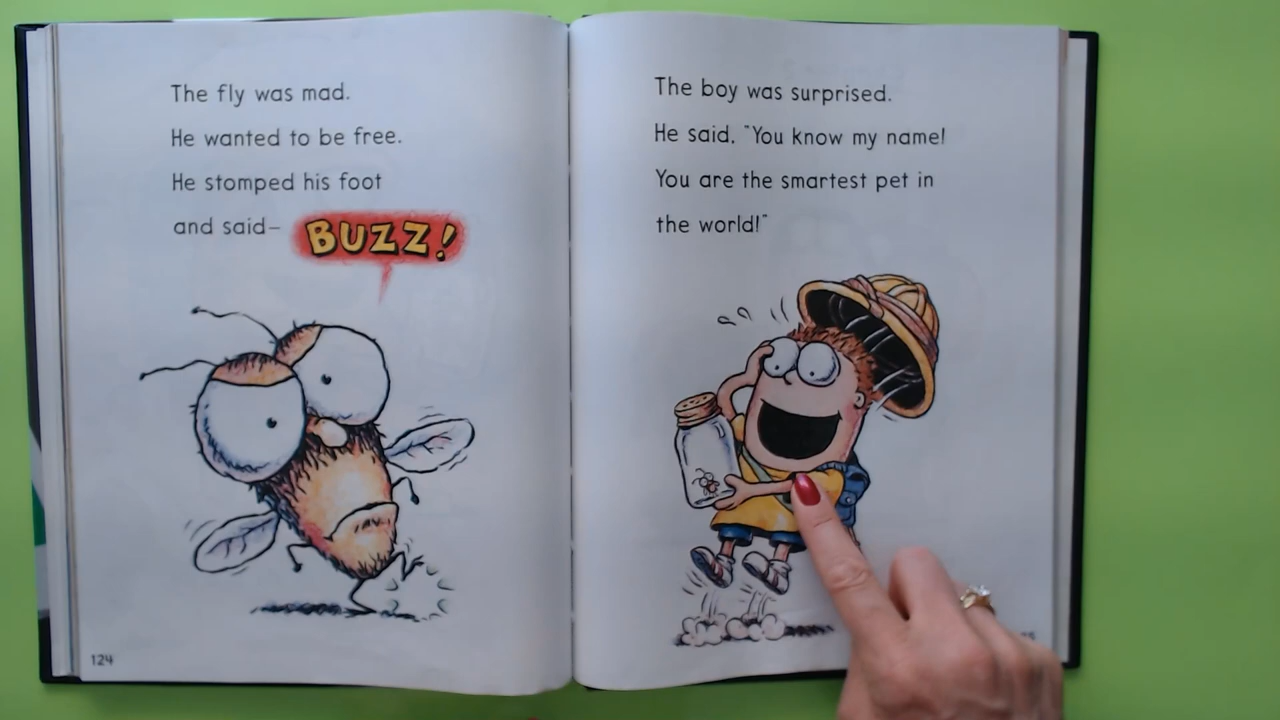 The fly was mad.
He wanted to be free.
He stomped his foot
and said– BUZZ!
124
The boy was surprised.
He said, "You know my name!
You are the smartest pet in
the world!"